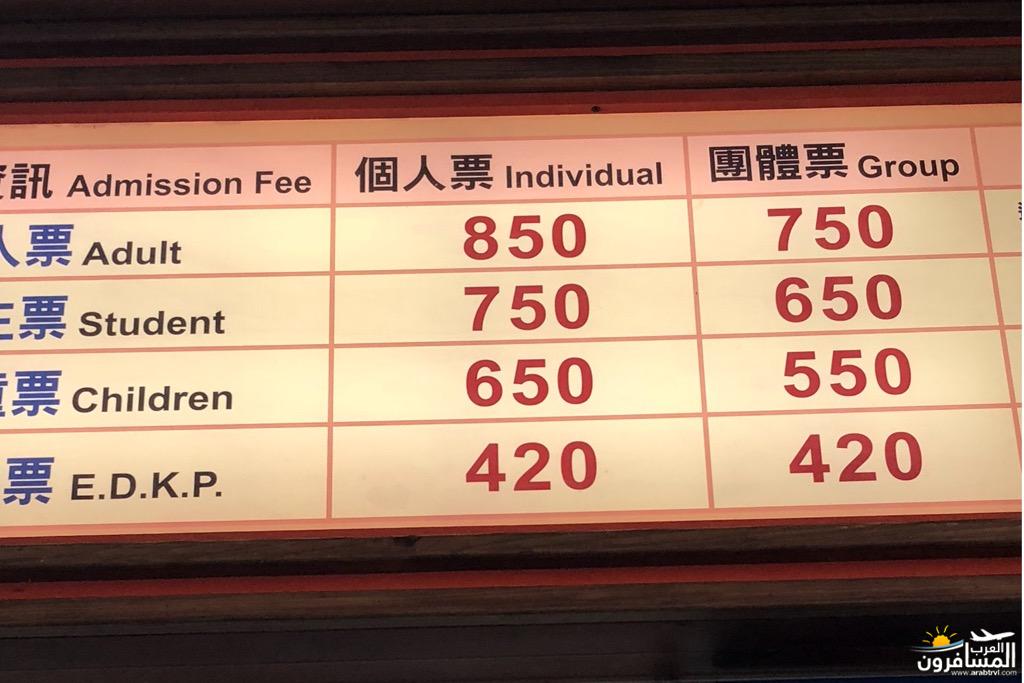 訊 Admission Fee 個人票 Individual 團體票 Group
人票 Adult 850 750
票 Student 750 650
票 Children 650 550
票 E.D.K.P. 420 420
العرب
المسافرون
www.arabtrvl.com